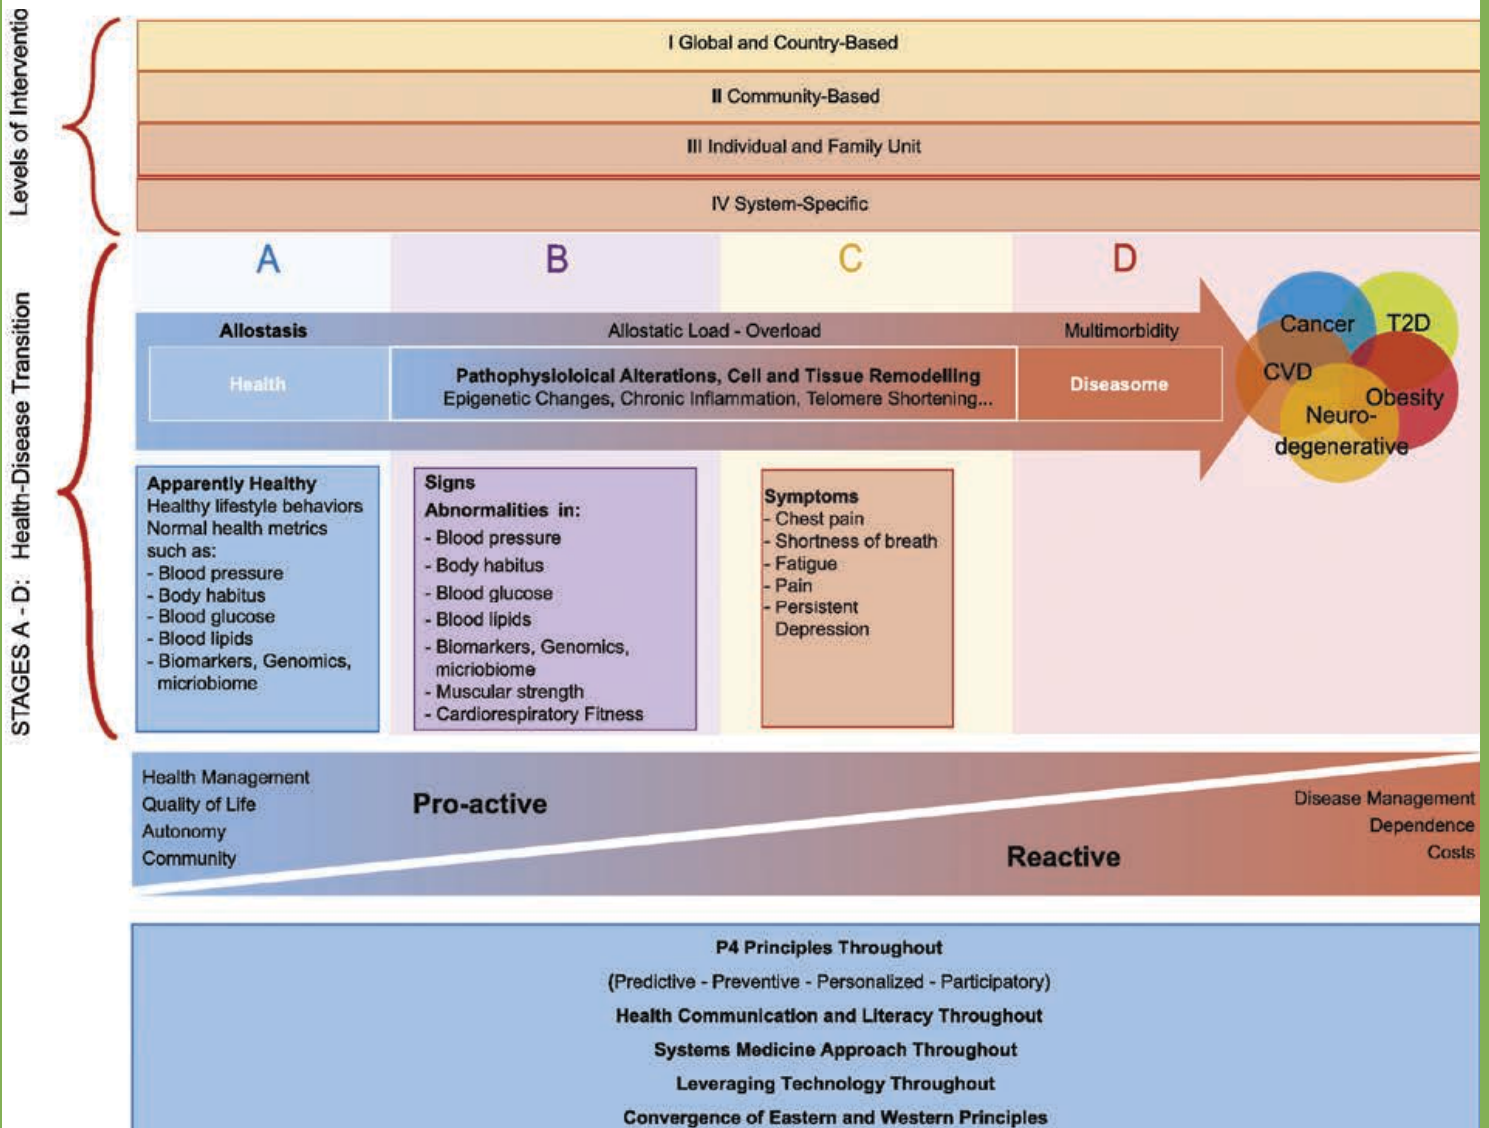 Levels of Interventio
I Global and Country-Based
II Community-Based
III Individual and Family Unit
IV System-Specific
STAGES A - D: Health-Disease Transition
A
B
C
D
Allostasis
Allostatic Load - Overload
Multimorbidity
Health
Pathophysioloical Alterations, Cell and Tissue Remodelling
Epigenetic Changes, Chronic Inflammation, Telomere Shortening...
Diseasome
Cancer
T2D
CVD
Obesity
Neuro-
degenerative
Apparently Healthy
Healthy lifestyle behaviors
Normal health metrics
such as:
- Blood pressure
- Body habitus
- Blood glucose
- Blood lipids
- Biomarkers, Genomics,
micriobiome
Signs
Abnormalities in:
- Blood pressure
- Body habitus
- Blood glucose
- Blood lipids
- Biomarkers, Genomics,
micriobiome
- Muscular strength
- Cardiorespiratory Fitness
Symptoms
- Chest pain
- Shortness of breath
- Fatigue
- Pain
- Persistent
Depression
Health Management
Quality of Life
Autonomy
Community
Pro-active
Reactive
Disease Management
Dependence
Costs
P4 Principles Throughout
(Predictive - Preventive - Personalized - Participatory)
Health Communication and Literacy Throughout
Systems Medicine Approach Throughout
Leveraging Technology Throughout
Convergence of Eastern and Western Principles